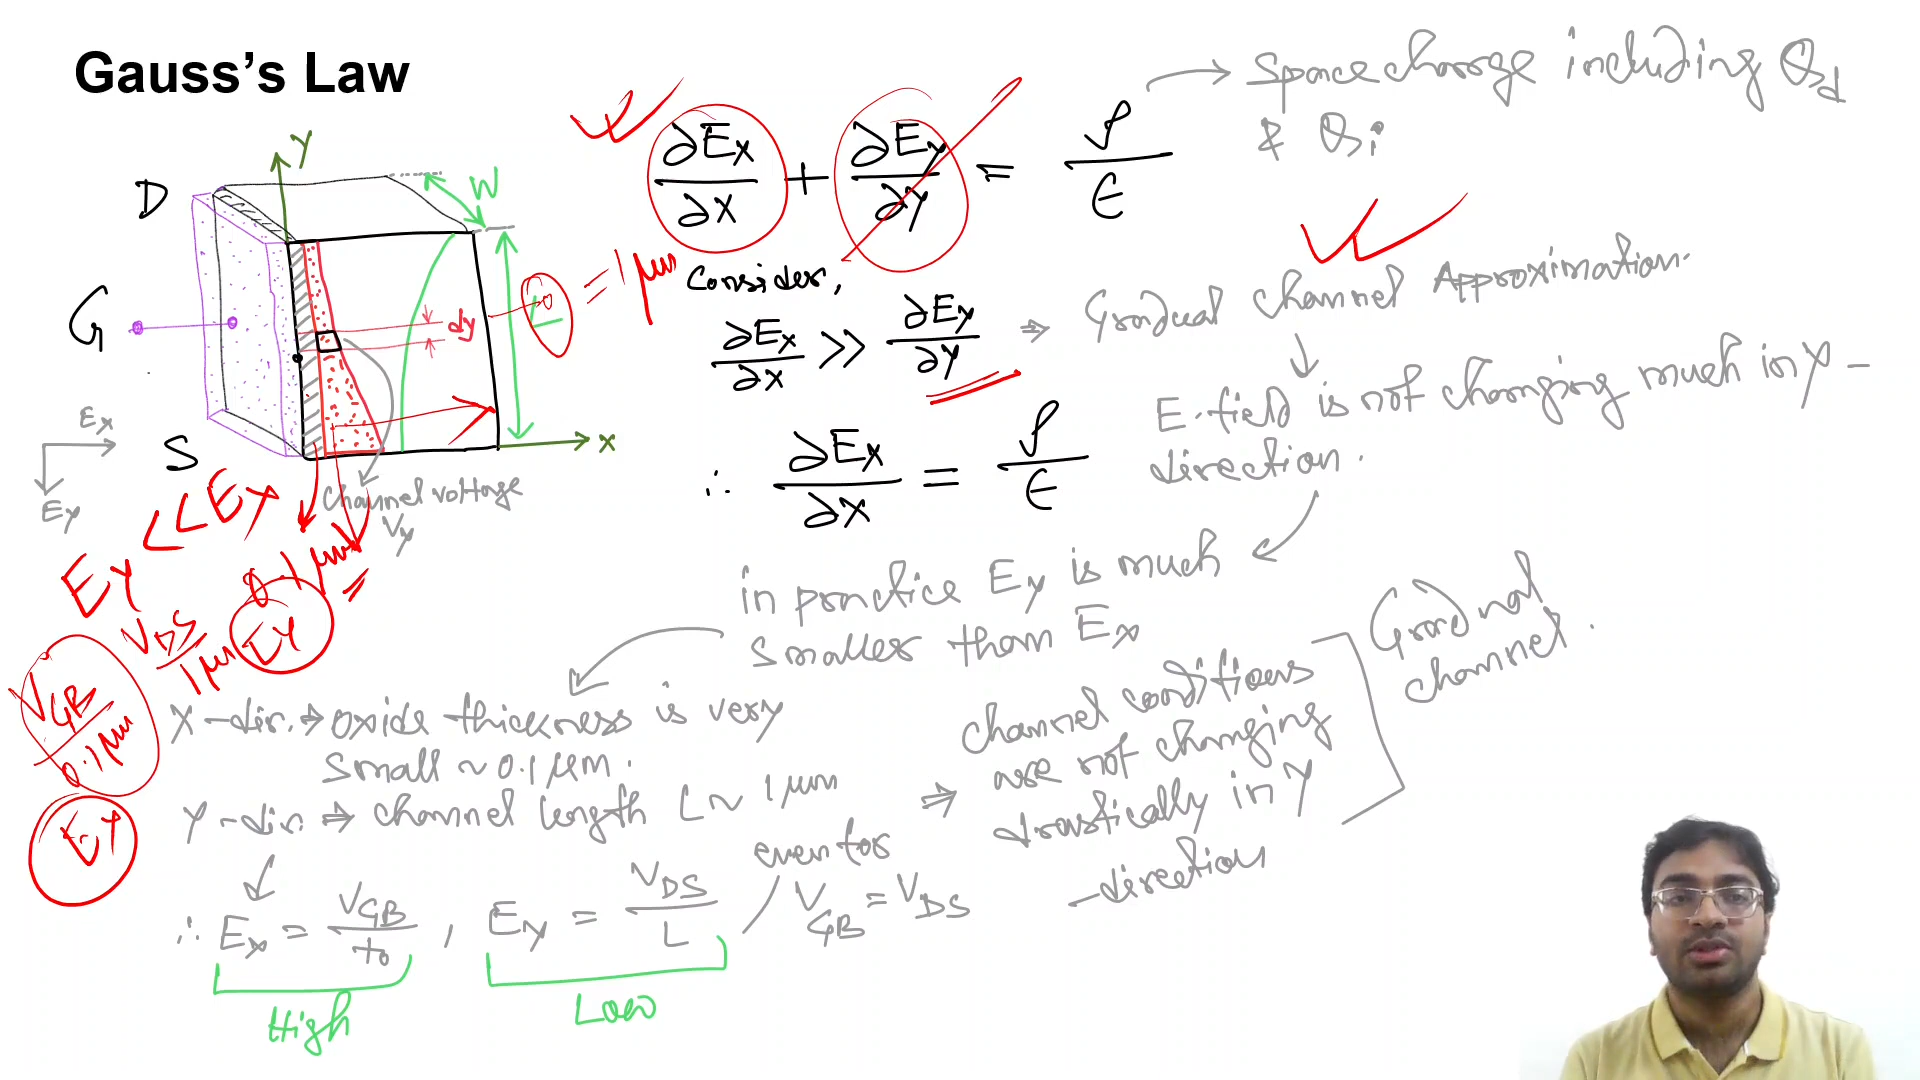 Gauss's Law
∂Ex/∂x + ∂Ey/∂y = ρ/ϵ
→ space charge including Qd
& Qi
D
G
S
Y
W
L = 1 μm
dy
x
Ex
Ey
channel voltage
Vy
Consider,
∂Ex/∂x >> ∂Ey/∂y ⇒ Gradual channel Approximation.
E-field is not changing much in Y-
direction.
∴ ∂Ex/∂x = ρ/ϵ
Ey << Ex
0.1 μm
VDS/1μm
EY
VGB/0.1μm
EY
in practice Ey is much
smaller than Ex
X-dir. ⇒ oxide thickness is very
small ~ 0.1 μm.
Y-dir. ⇒ channel length L ~ 1 μm
∴ Ex = VGB/to , Ey = VDS/L
even for
VGB = VDS
High
Low
⇒ channel conditions
are not changing
drastically in Y
-direction
Gradual
channel.